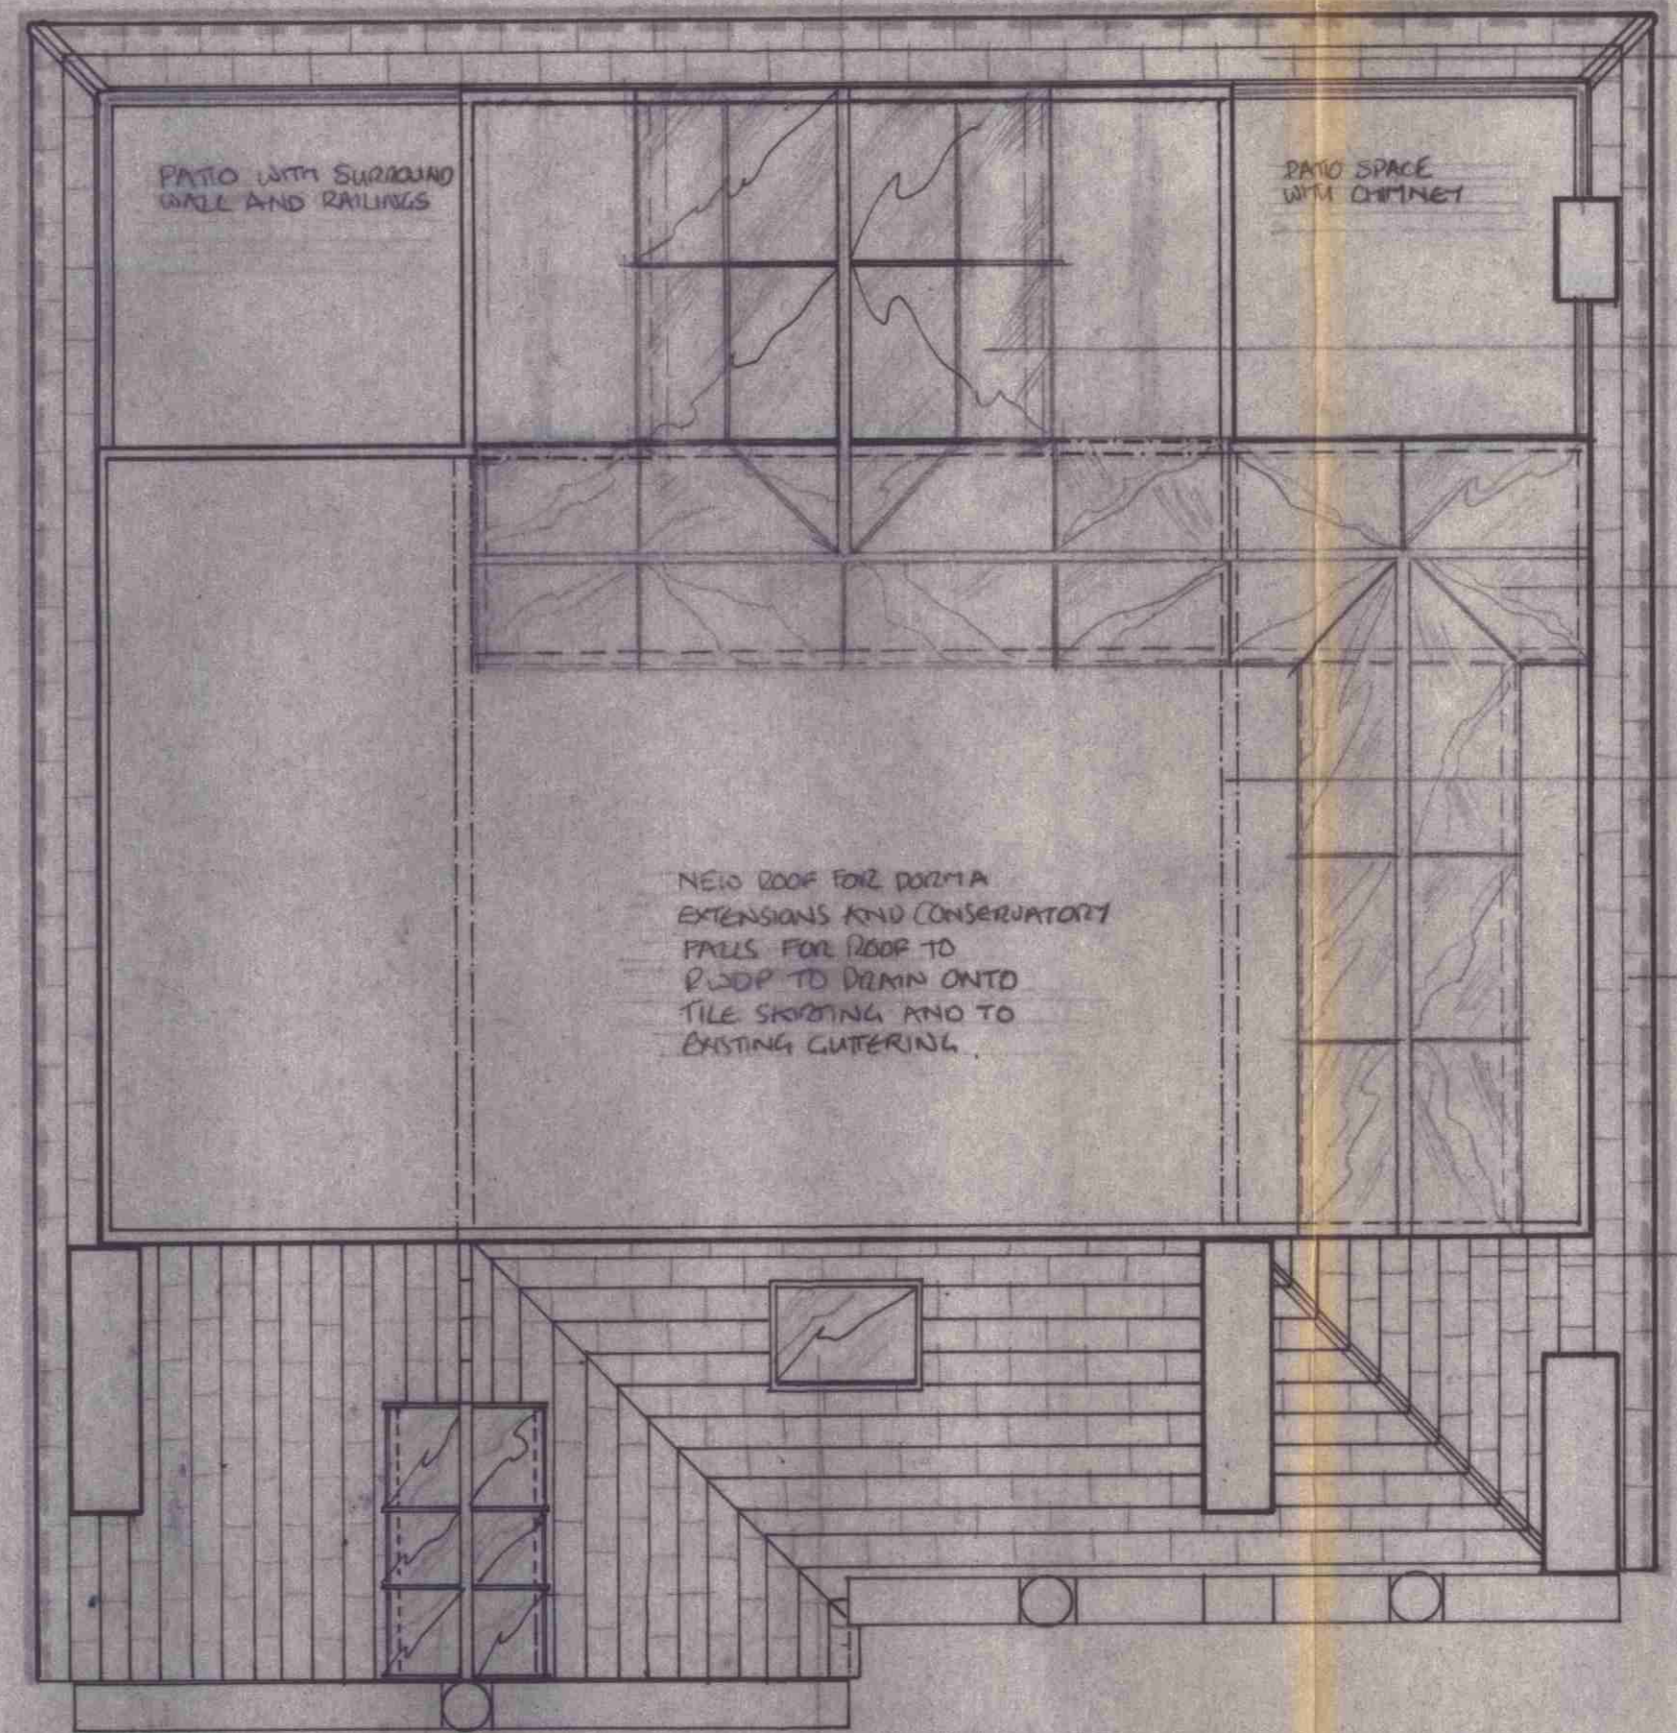 PATIO WITH SURROUND
WALL AND RAILINGS
PATIO SPACE
WITH CHIMNEY
NEW ROOF FOR DORMA
EXTENSIONS AND CONSERVATORY
FALLS FOR ROOF TO
RWDP TO DRAIN ONTO
TILE SKIRTING AND TO
EXISTING GUTTERING.